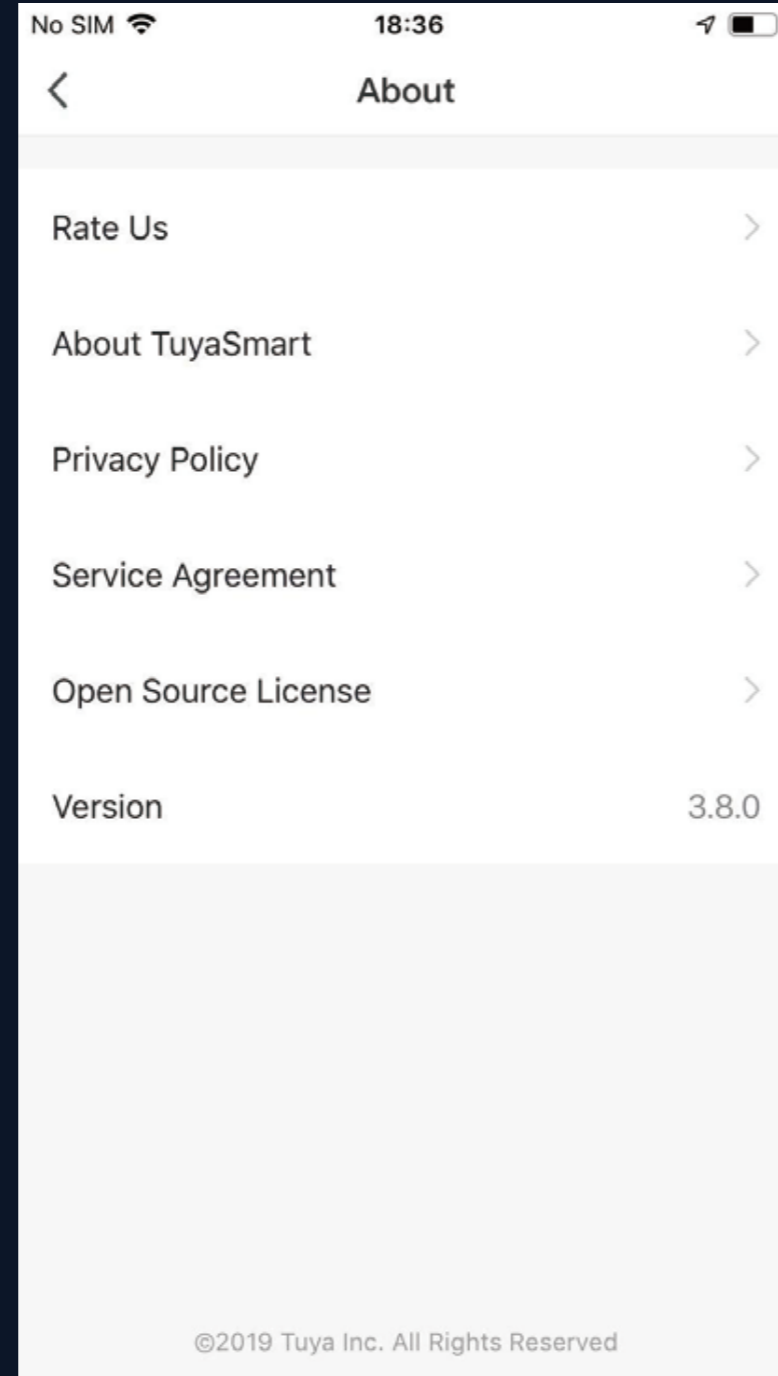 No SIM 18:36
About
Rate Us
About TuyaSmart
Privacy Policy
Service Agreement
Open Source License
Version 3.8.0
©2019 Tuya Inc. All Rights Reserved